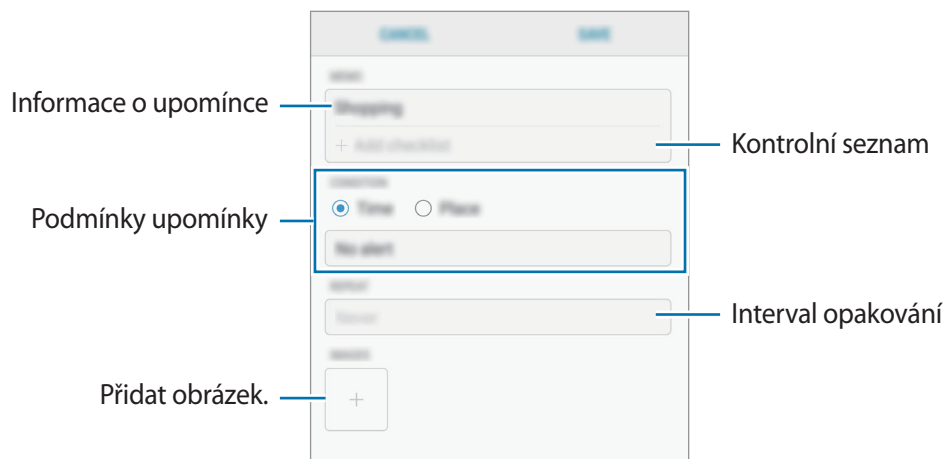 CANCEL
SAVE
MEMO
Informace o upomínce
Shopping
+ Add checklist
Kontrolní seznam
CONDITION
Podmínky upomínky
Time
Place
No alert
REPEAT
Never
Interval opakování
IMAGES
Přidat obrázek.
+